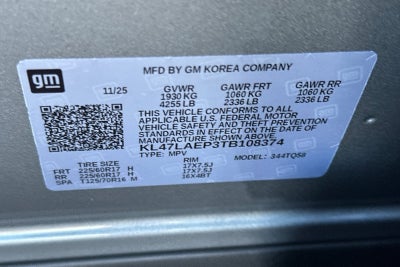 gm
MFD BY GM KOREA COMPANY
11/25 GVWR GAWR FRT GAWR RR
1930 KG 1060 KG 1060 KG
4255 LB 2336 LB 2336 LB
THIS VEHICLE CONFORMS TO ALL
APPLICABLE U.S. FEDERAL MOTOR
VEHICLE SAFETY AND THEFT PREVENTION
STANDARDS IN EFFECT ON THE DATE OF
MANUFACTURE SHOWN ABOVE.
KL47LAEP3TB108374
TYPE: MPV MODEL:
TIRE SIZE RIM
FRT 225/60R17 H 17X7.5J
RR 225/60R17 H 17X7.5J
SPA T125/70R16 M 16X4BT